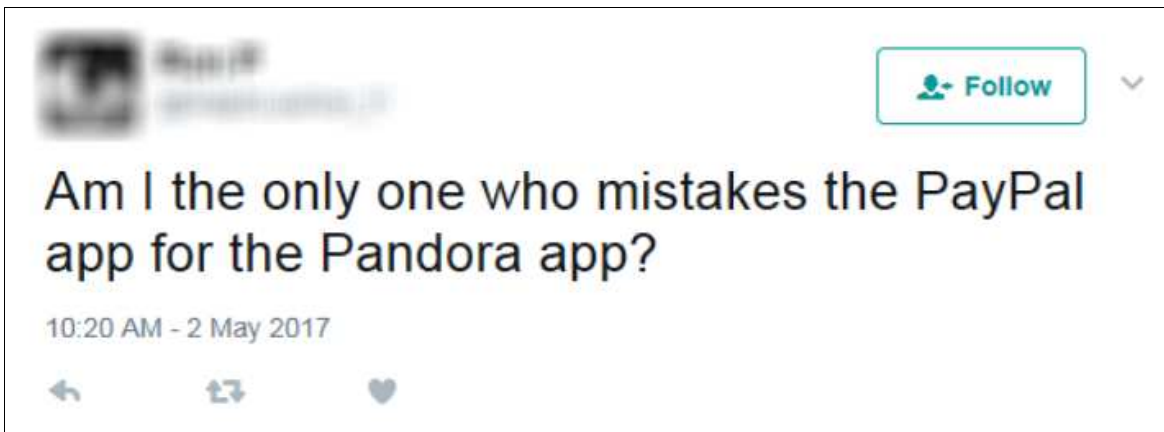 Follow
Am I the only one who mistakes the PayPal
app for the Pandora app?
10:20 AM - 2 May 2017